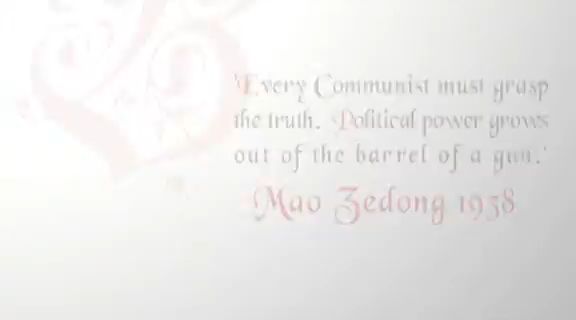 'Every Communist must grasp
the truth. Political power grows
out of the barrel of a gun.'
Mao Zedong 1938